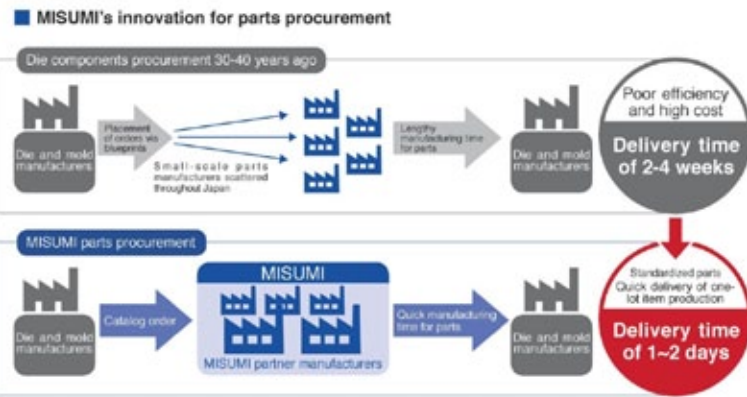 MISUMI's innovation for parts procurement
Die components procurement 30-40 years ago
Die and mold
manufacturers
Placement
of orders via
blueprints
Small-scale parts
manufacturers scattered
throughout Japan
Lengthy
manufacturing time
for parts
Die and mold
manufacturers
Poor efficiency
and high cost
Delivery time
of 2-4 weeks
MISUMI parts procurement
Die and mold
manufacturers
Catalog order
MISUMI
MISUMI partner manufacturers
Quick manufacturing
time for parts
Die and mold
manufacturers
Standardized parts
Quick delivery of one-
lot item production
Delivery time
of 1~2 days